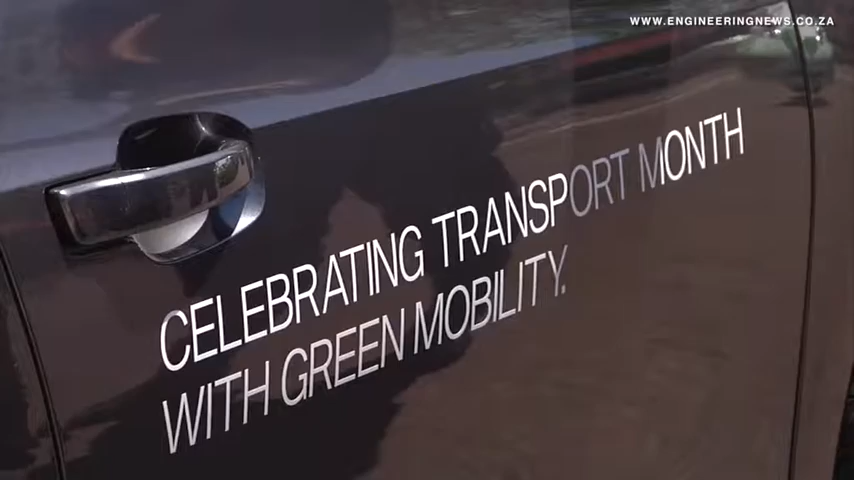 WWW.ENGINEERINGNEWS.CO.ZA
CELEBRATING TRANSPORT MONTH
WITH GREEN MOBILITY.